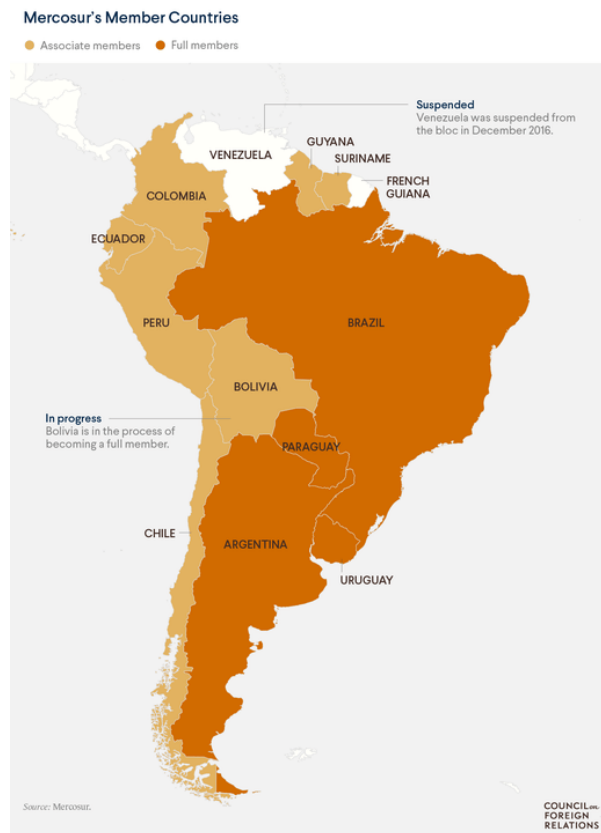 Mercosur's Member Countries
Associate members Full members
Suspended
Venezuela was suspended from
the bloc in December 2016.
GUYANA
VENEZUELA
SURINAME
FRENCH
GUIANA
COLOMBIA
ECUADOR
PERU
BRAZIL
BOLIVIA
In progress
Bolivia is in the process of
becoming a full member.
PARAGUAY
CHILE
ARGENTINA
URUGUAY
Source: Mercosur.
COUNCIL on
FOREIGN
RELATIONS